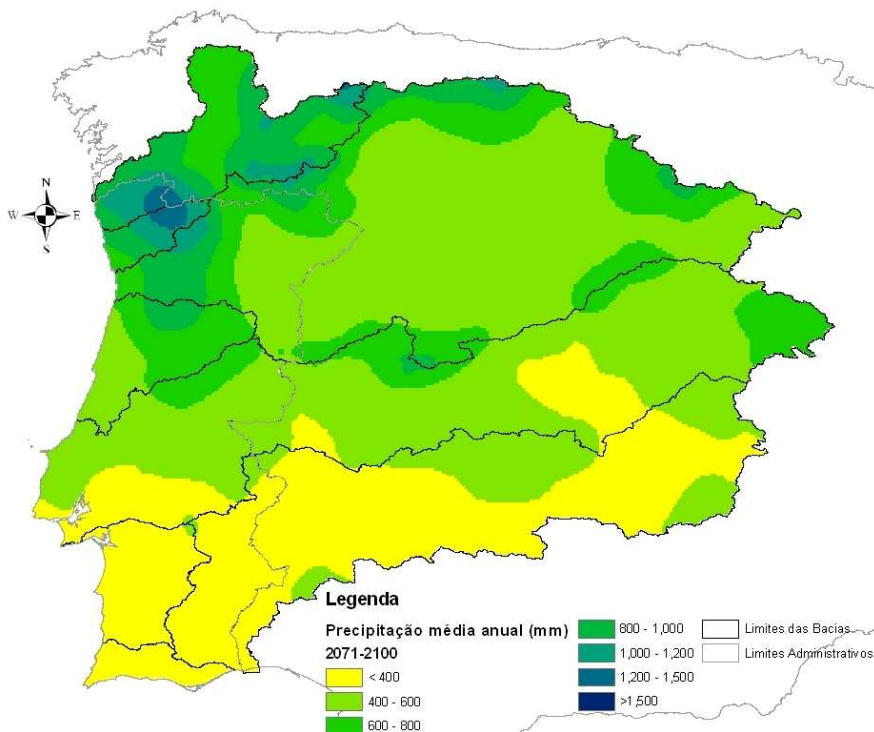 N
W E
S
Legenda
Precipitação média anual (mm)
2071-2100
< 400
400 - 600
600 - 800
800 - 1,000
1,000 - 1,200
1,200 - 1,500
>1,500
Limites das Bacias
Limites Administrativos